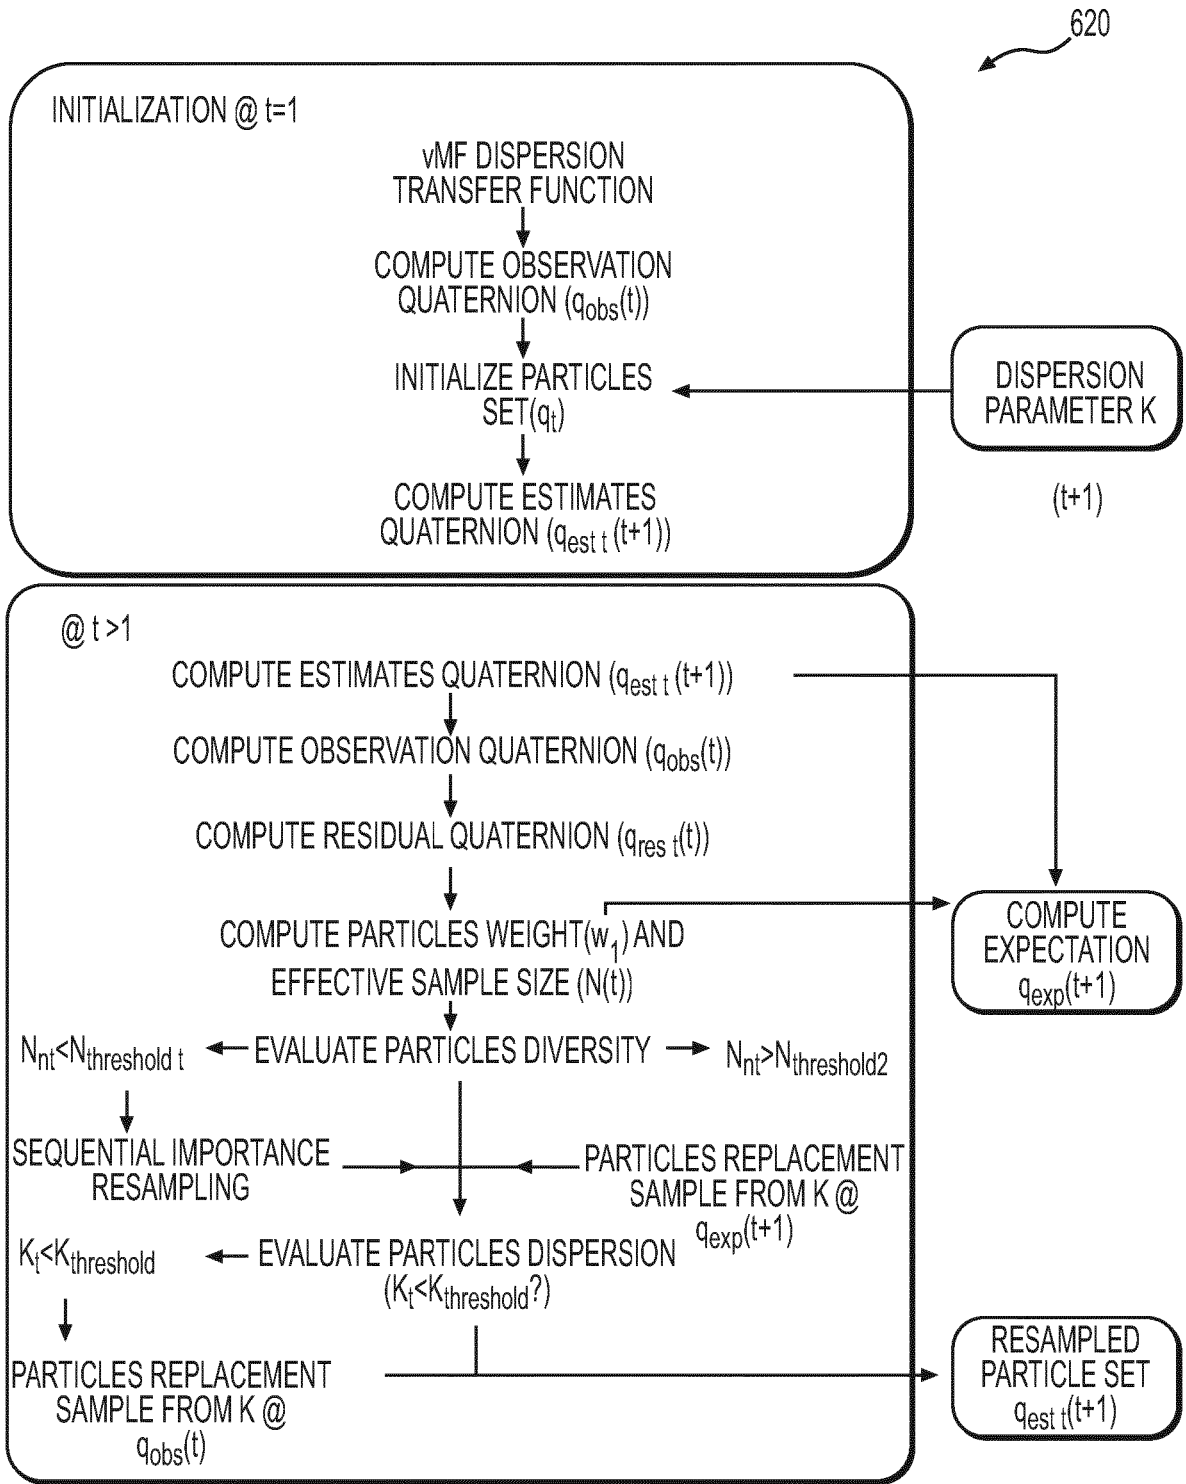 620
INITIALIZATION @ t=1
vMF DISPERSION
TRANSFER FUNCTION
COMPUTE OBSERVATION
QUATERNION (qobs(t))
INITIALIZE PARTICLES
SET(qt)
COMPUTE ESTIMATES
QUATERNION (qest t (t+1))
DISPERSION
PARAMETER K
(t+1)
@ t >1
COMPUTE ESTIMATES QUATERNION (qest t (t+1))
COMPUTE OBSERVATION QUATERNION (qobs(t))
COMPUTE RESIDUAL QUATERNION (qres t(t))
COMPUTE PARTICLES WEIGHT(w1) AND
EFFECTIVE SAMPLE SIZE (N(t))
COMPUTE
EXPECTATION
qexp(t+1)
Nnt<Nthreshold t
EVALUATE PARTICLES DIVERSITY
Nnt>Nthreshold2
SEQUENTIAL IMPORTANCE
RESAMPLING
PARTICLES REPLACEMENT
SAMPLE FROM K @
qexp(t+1)
Kt<Kthreshold
EVALUATE PARTICLES DISPERSION
(Kt<Kthreshold?)
PARTICLES REPLACEMENT
SAMPLE FROM K @
qobs(t)
RESAMPLED
PARTICLE SET
qest t(t+1)